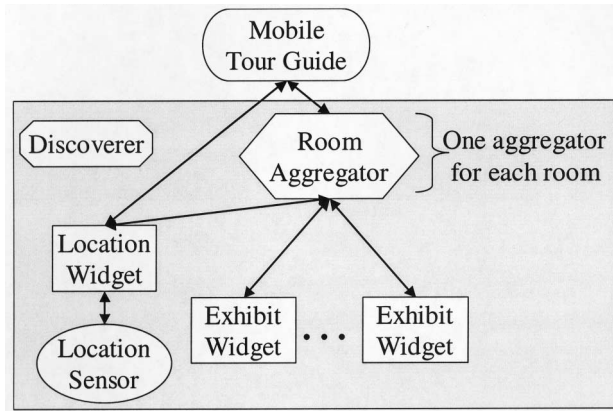 Mobile
Tour Guide
Discoverer
Room
Aggregator
One aggregator
for each room
Location
Widget
Exhibit
Widget
...
Exhibit
Widget
Location
Sensor